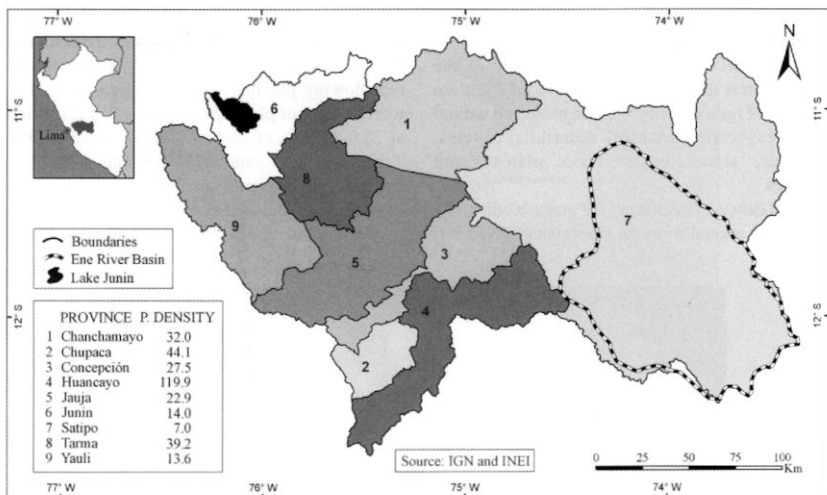 77° W 76° W 75° W 74° W
N
11° S
11° S
Lima
6
1
8
7
9
5
3
4
2
Boundaries
Ene River Basin
Lake Junin
12° S
12° S
PROVINCE P. DENSITY
1 Chanchamayo 32.0
2 Chupaca 44.1
3 Concepción 27.5
4 Huancayo 119.9
5 Jauja 22.9
6 Junin 14.0
7 Satipo 7.0
8 Tarma 39.2
9 Yauli 13.6
Source: IGN and INEI
km
0 25 50 75 100
77° W 76° W 75° W 74° W